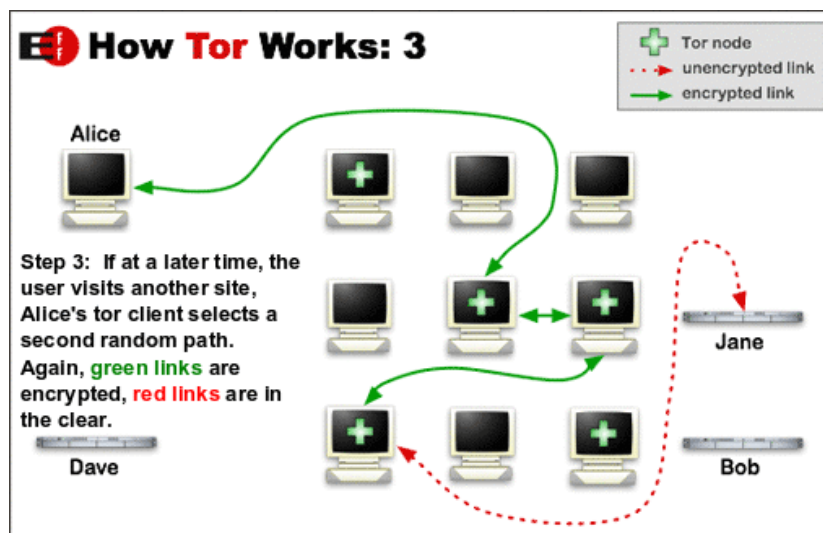 EFF How Tor Works: 3
Tor node
unencrypted link
encrypted link
Alice
Step 3: If at a later time, the
user visits another site,
Alice's tor client selects a
second random path.
Again, green links are
encrypted, red links are in
the clear.
Jane
Dave
Bob